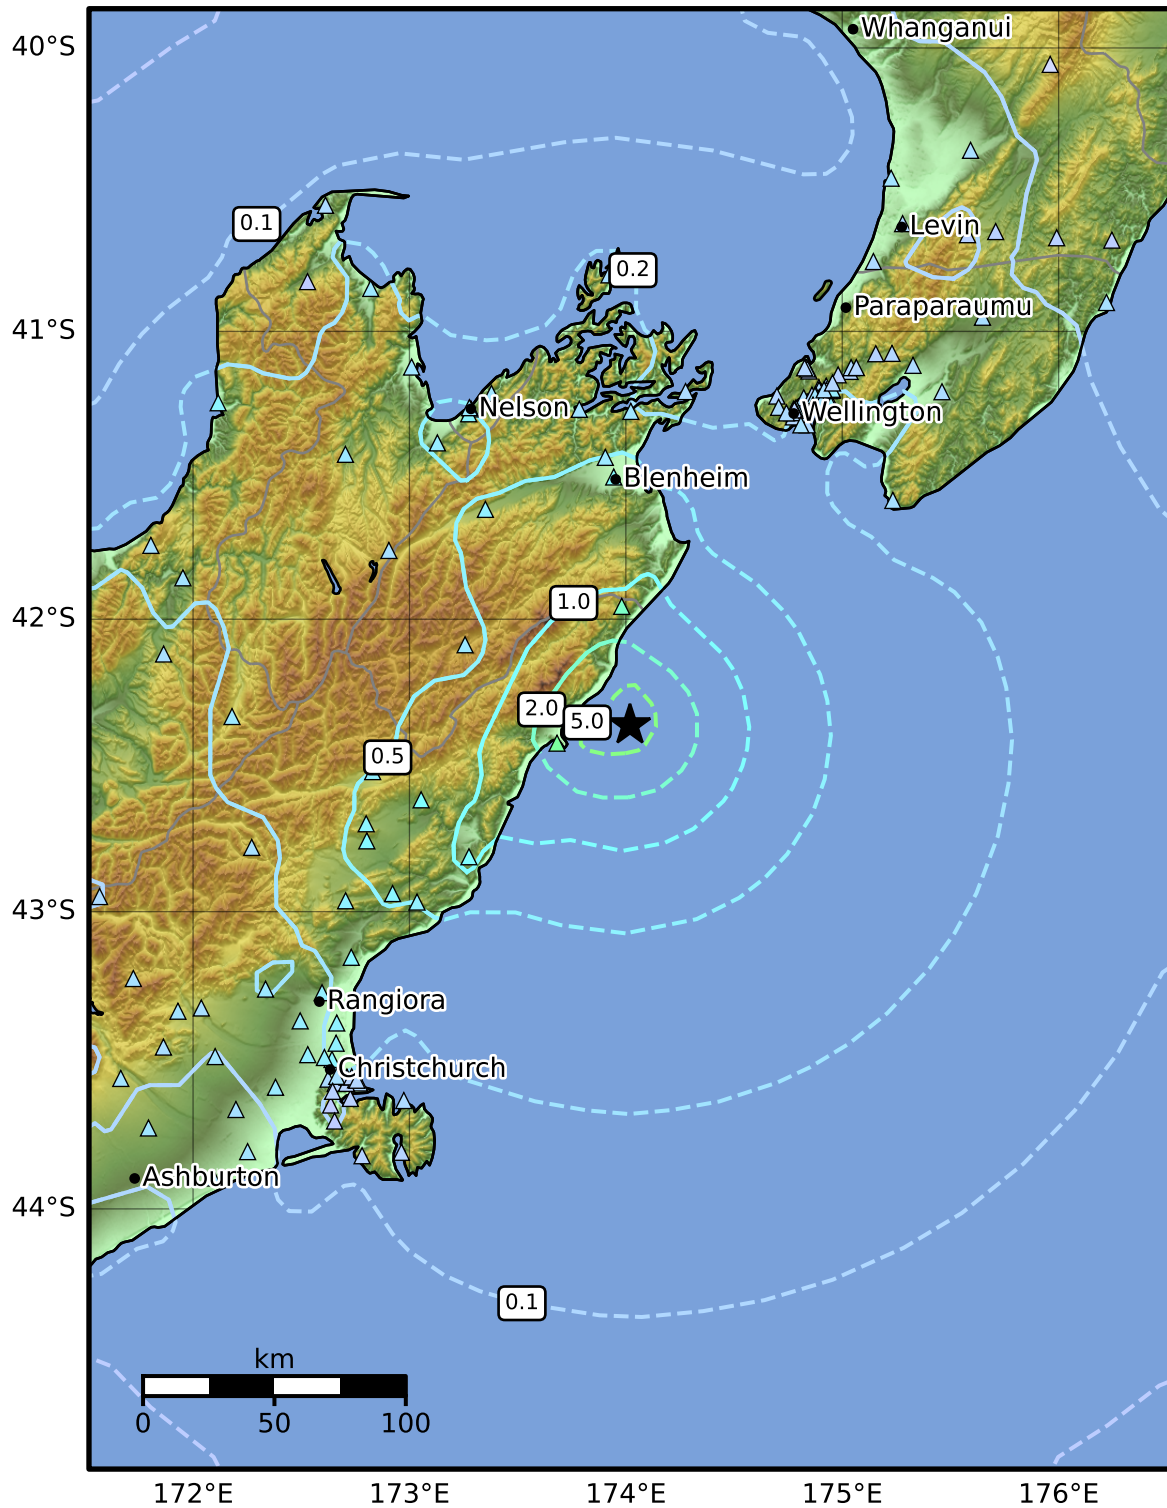 40°S
Whanganui
0.1
Levin
0.2
Paraparaumu
41°S
Nelson
Wellington
Blenheim
1.0
42°S
2.0
5.0
0.5
43°S
Rangiora
Christchurch
Ashburton
44°S
0.1
km
0
50
100
172°E
173°E
174°E
175°E
176°E